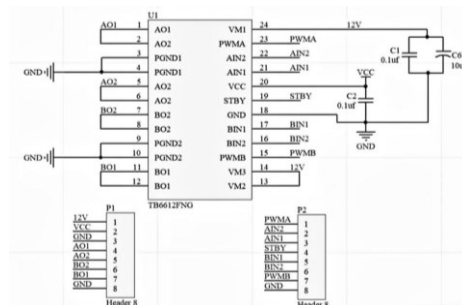 U1
AO1 1 AO1 VM1 24 12V
2 AO2 PWMA 23 PWMA
3 PGND1 AIN2 22 AIN2
GND 4 PGND1 AIN1 21 AIN1
AO2 5 AO2 VCC 20 VCC
6 AO2 STBY 19 STBY
BO2 7 BO2 GND 18
8 BO2 BIN1 17 BIN1
9 PGND2 BIN2 16 BIN2
GND 10 PGND2 PWMB 15 PWMB
BO1 11 BO1 VM3 14 12V
12 BO1 VM2 13
TB6612FNG
C1
0.1uf
C6
10u
C2
0.1uf
GND
P1
12V 1
VCC 2
GND 3
AO1 4
AO2 5
BO2 6
BO1 7
GND 8
Header 8
P2
PWMA 1
AIN2 2
AIN1 3
STBY 4
BIN1 5
BIN2 6
PWMB 7
GND 8
Header 8